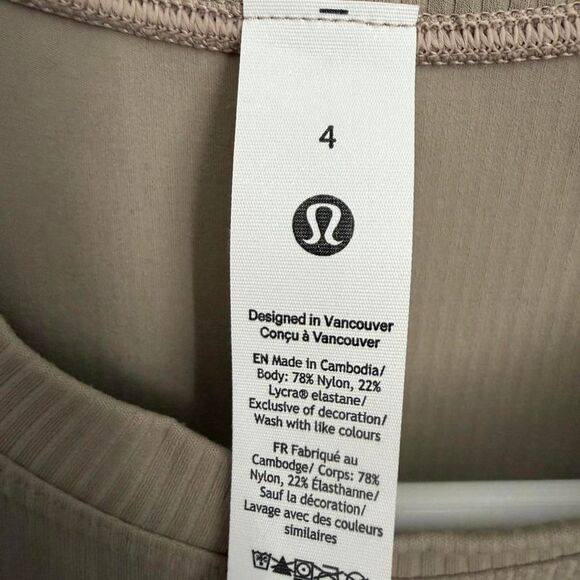 4
Designed in Vancouver
Conçu à Vancouver
EN Made in Cambodia/
Body: 78% Nylon, 22%
Lycra® elastane/
Exclusive of decoration/
Wash with like colours
FR Fabriqué au
Cambodge/ Corps: 78%
Nylon, 22% Élasthanne/
Sauf la décoration/
Lavage avec des couleurs
similaires